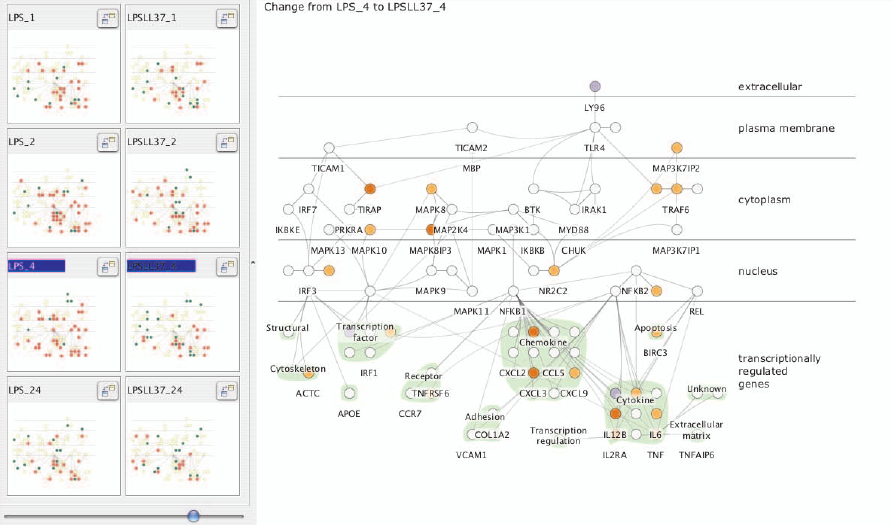 Change from LPS_4 to LPSLL37_4
LPS_1
LPSLL37_1
LPS_2
LPSLL37_2
LPS_4
LPS_24
LPSLL37_24
extracellular
LY96
plasma membrane
TICAM2
TLR4
TICAM1
MBP
MAP3K7IP2
cytoplasm
IRF7
TIRAP
MAPK8
BTK
IRAK1
TRAF6
IKBKE
PRKRA
MAP2K4
MAP3K1
MYD88
MAPK13
MAPK10
MAPK8IP3
MAPK1
IKBKB
CHUK
MAP3K7IP1
nucleus
IRF3
MAPK9
NR2C2
NFKB2
REL
MAPK11
NFKB1
Structural
Transcription
factor
Chemokine
Apoptosis
BIRC3
transcriptionally
regulated
genes
Cytoskeleton
IRF1
Receptor
CXCL2
CCL5
ACTC
TNFRSF6
CXCL3
CXCL9
Cytokine
Unknown
APOE
CCR7
Adhesion
COL1A2
Transcription
regulation
IL12B
IL6
Extracellular
matrix
VCAM1
IL2RA
TNF
TNFAIP6